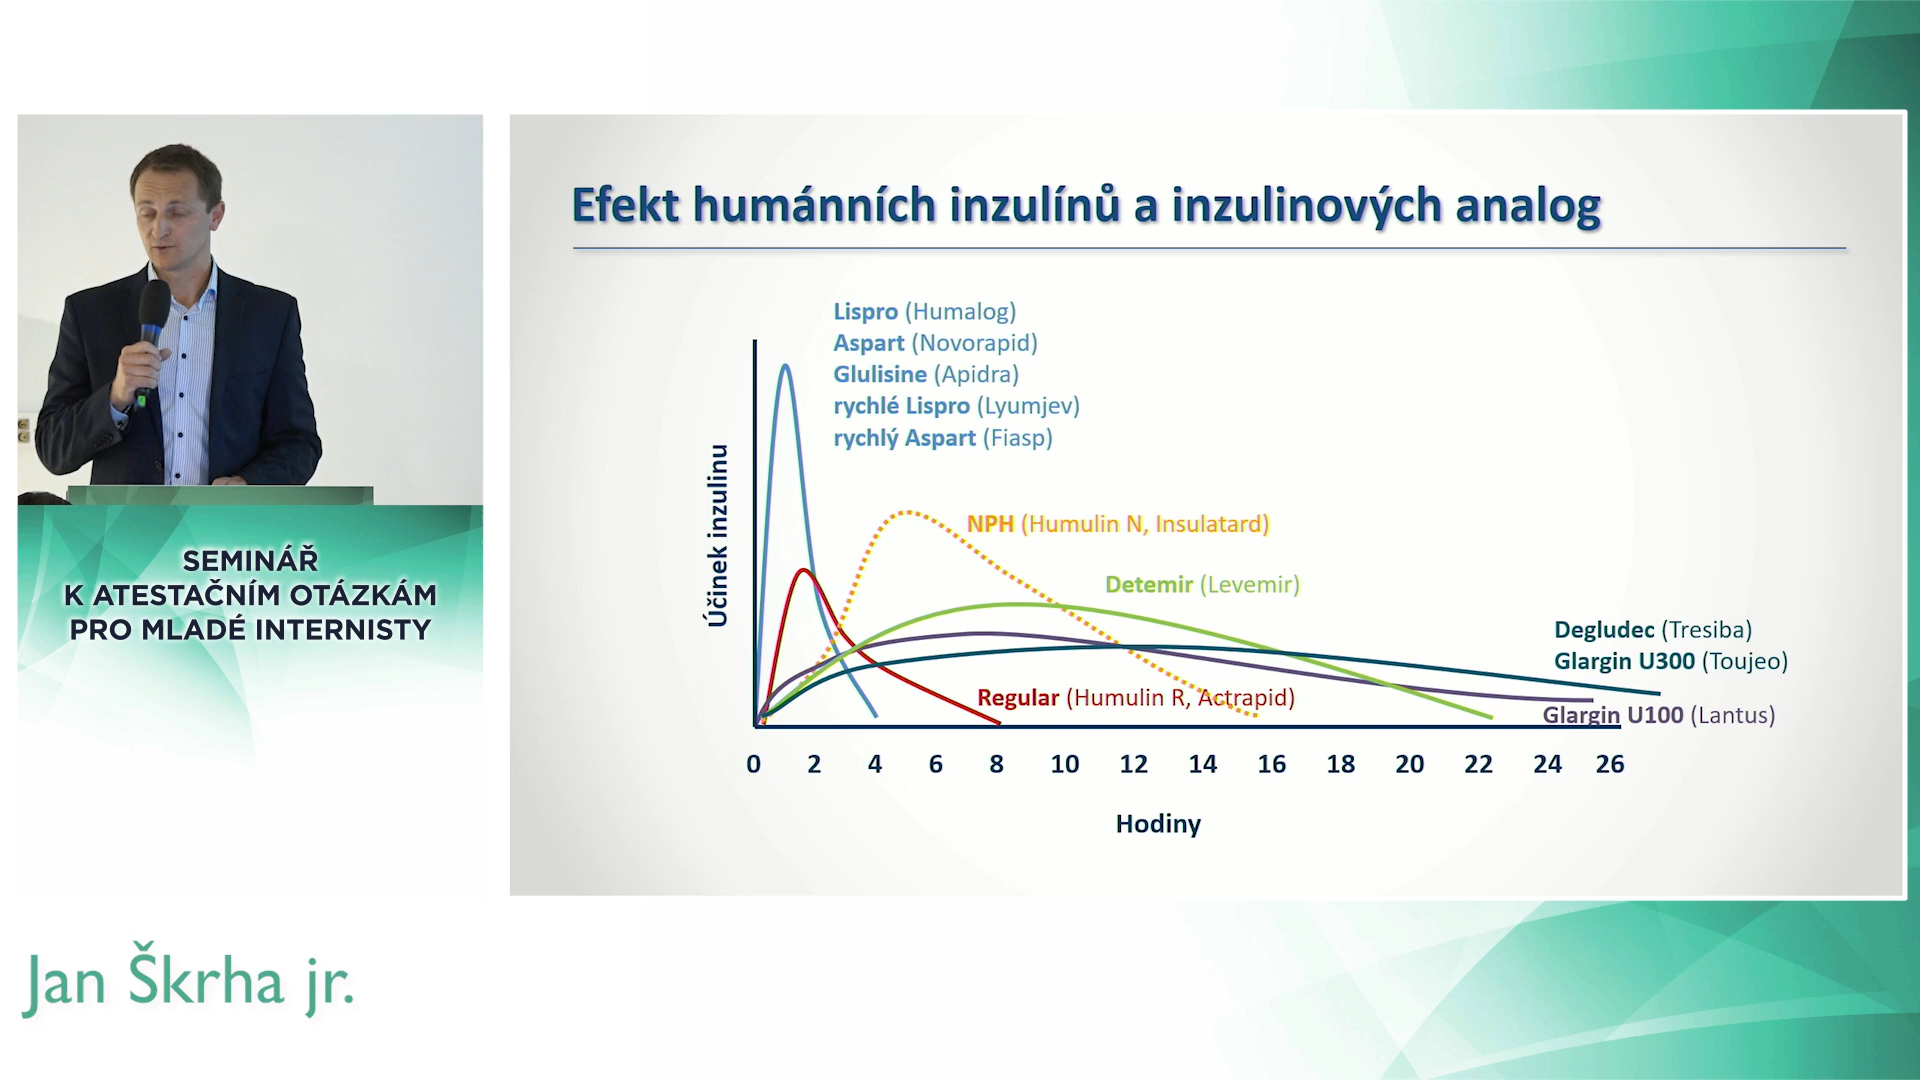 SEMINÁŘ
K ATESTAČNÍM OTÁZKÁM
PRO MLADÉ INTERNISTY
Jan Škrha jr.
Efekt humánních inzulínů a inzulinových analog
Lispro (Humalog)
Aspart (Novorapid)
Glulisine (Apidra)
rychlé Lispro (Lyumjev)
rychlý Aspart (Fiasp)
Účinek inzulinu
NPH (Humulin N, Insulatard)
Detemir (Levemir)
Degludec (Tresiba)
Glargin U300 (Toujeo)
Regular (Humulin R, Actrapid)
Glargin U100 (Lantus)
0 2 4 6 8 10 12 14 16 18 20 22 24 26
Hodiny